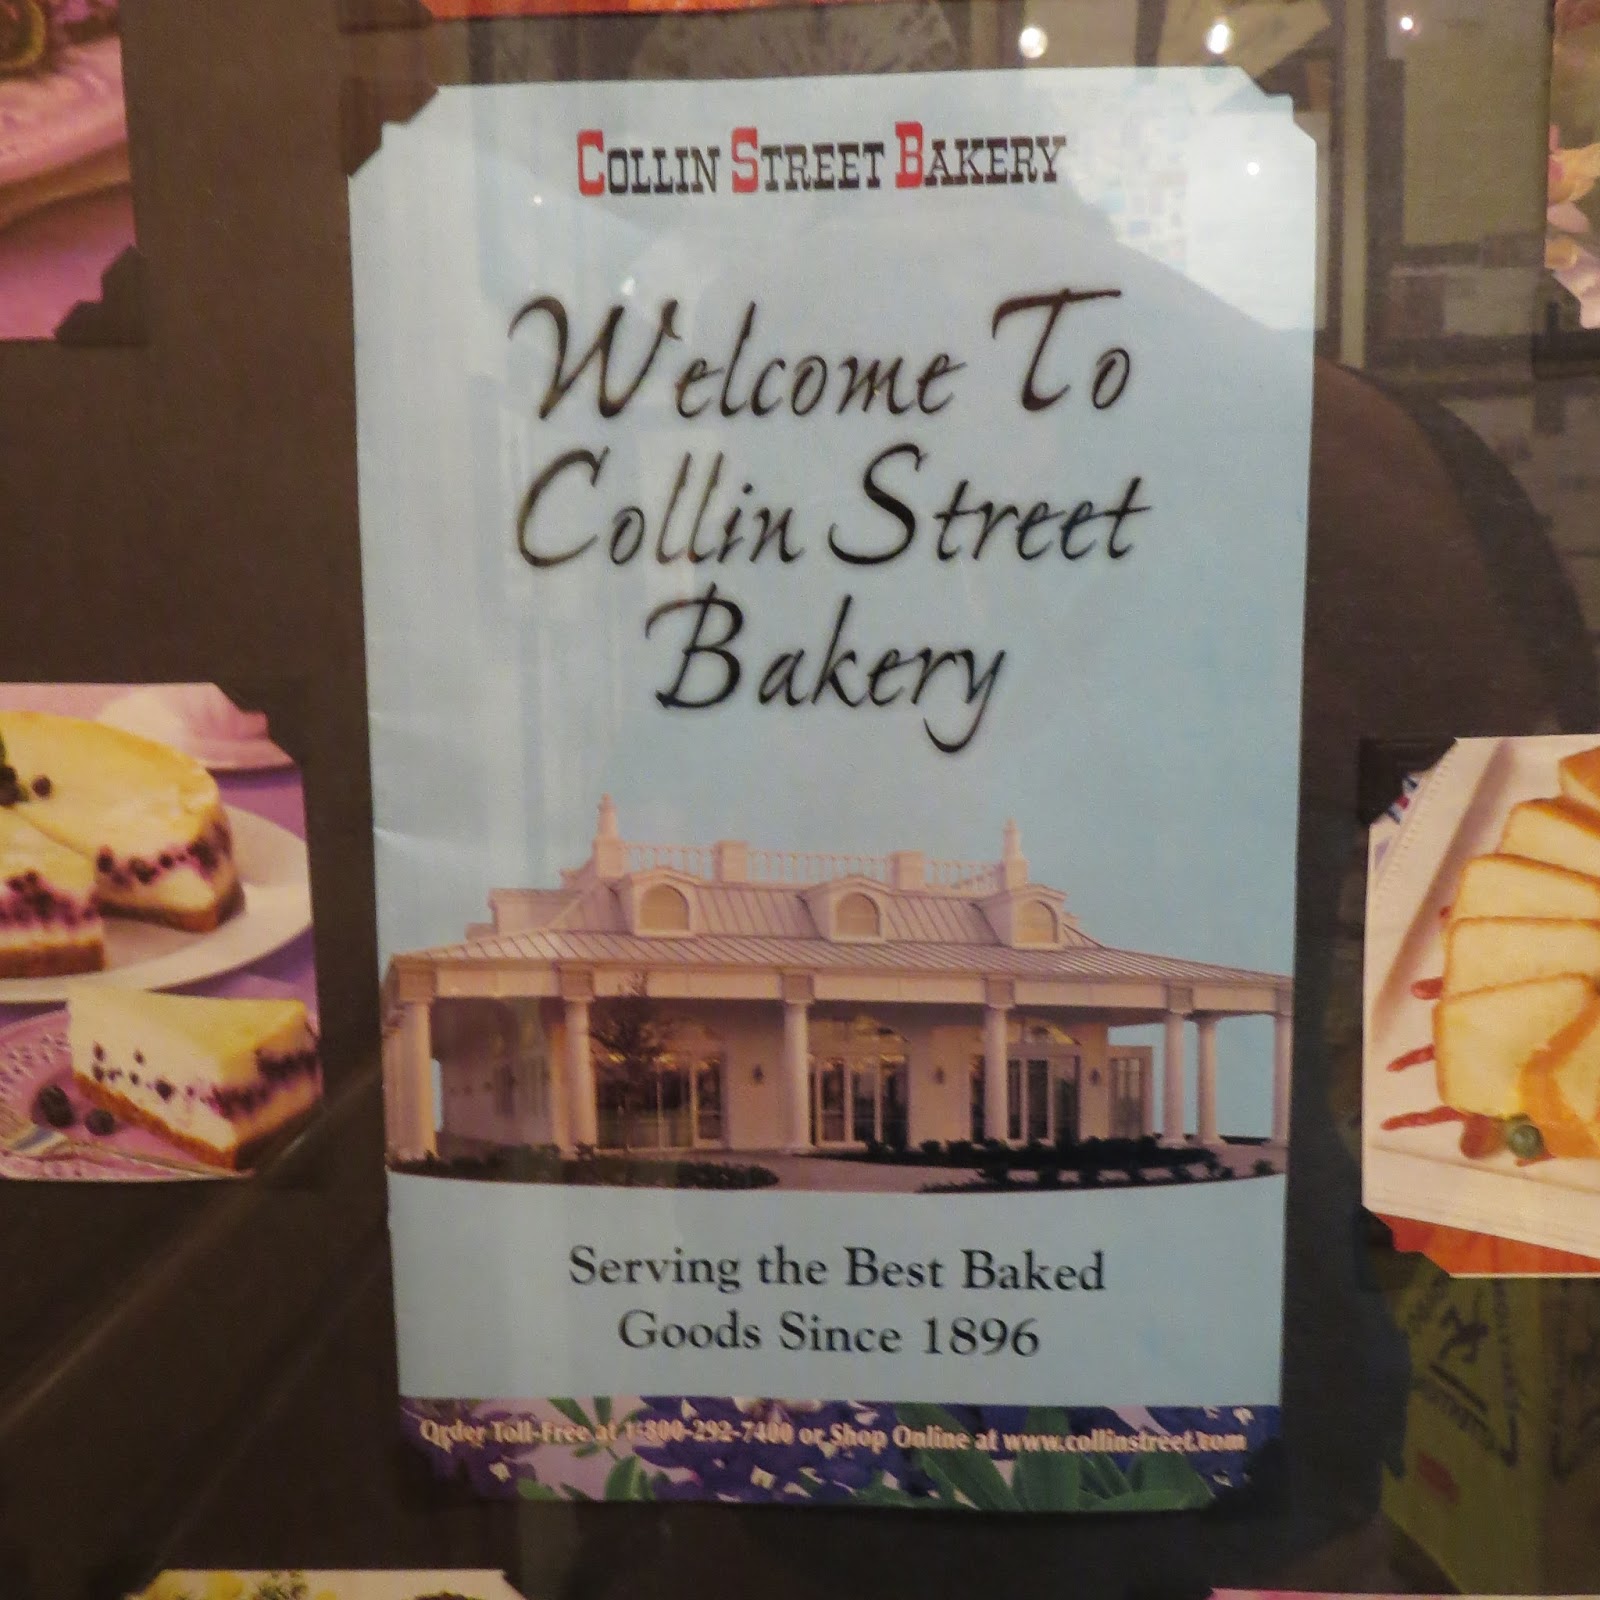 COLLIN STREET BAKERY
Welcome To
Collin Street
Bakery
Serving the Best Baked
Goods Since 1896
Order Toll-Free at 1-800-292-7400 or Shop Online at www.collinstreet.com